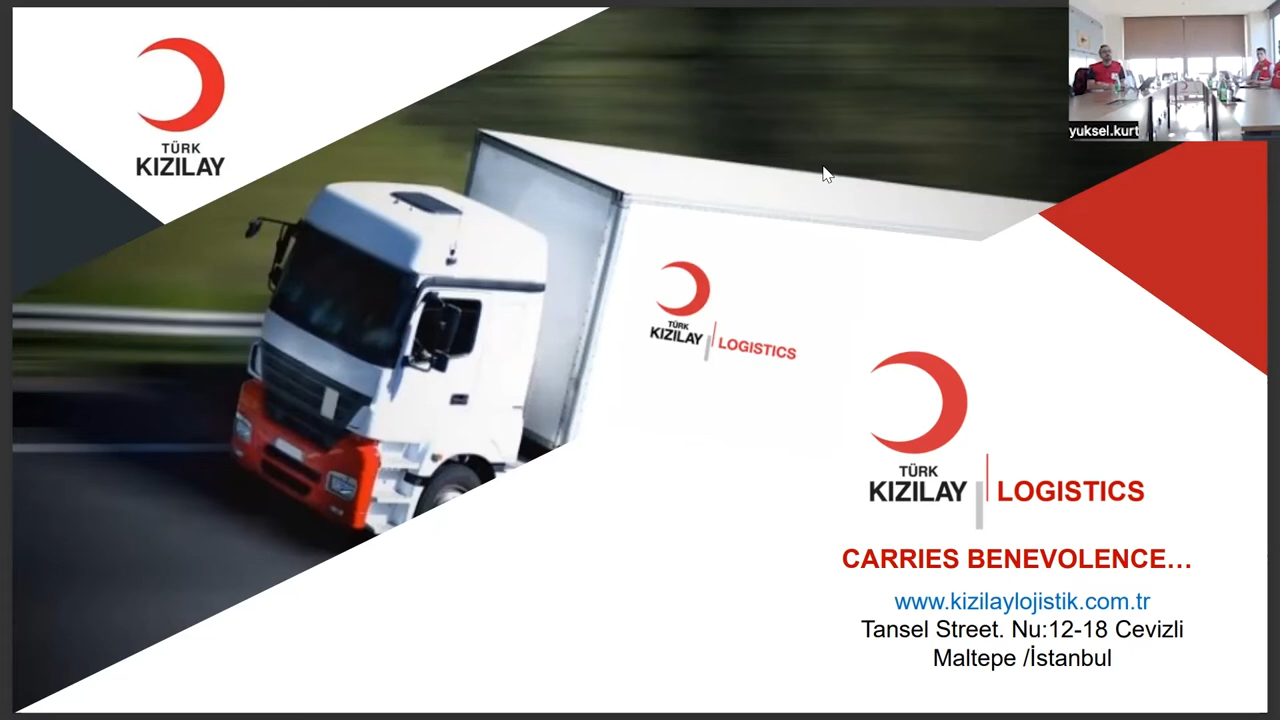 TÜRK
KIZILAY
yuksel.kurt
TÜRK
KIZILAY LOGISTICS
TÜRK
KIZILAY LOGISTICS
CARRIES BENEVOLENCE…
www.kizilaylojistik.com.tr
Tansel Street. Nu:12-18 Cevizli
Maltepe /İstanbul